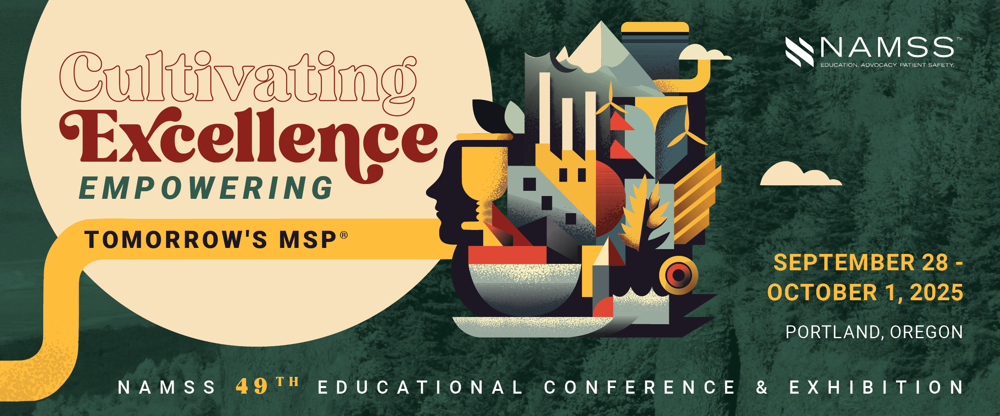 Cultivating
Excellence
EMPOWERING
TOMORROW'S MSP®
NAMSS™
EDUCATION. ADVOCACY. PATIENT SAFETY.
SEPTEMBER 28 -
OCTOBER 1, 2025
PORTLAND, OREGON
NAMSS 49TH EDUCATIONAL CONFERENCE & EXHIBITION